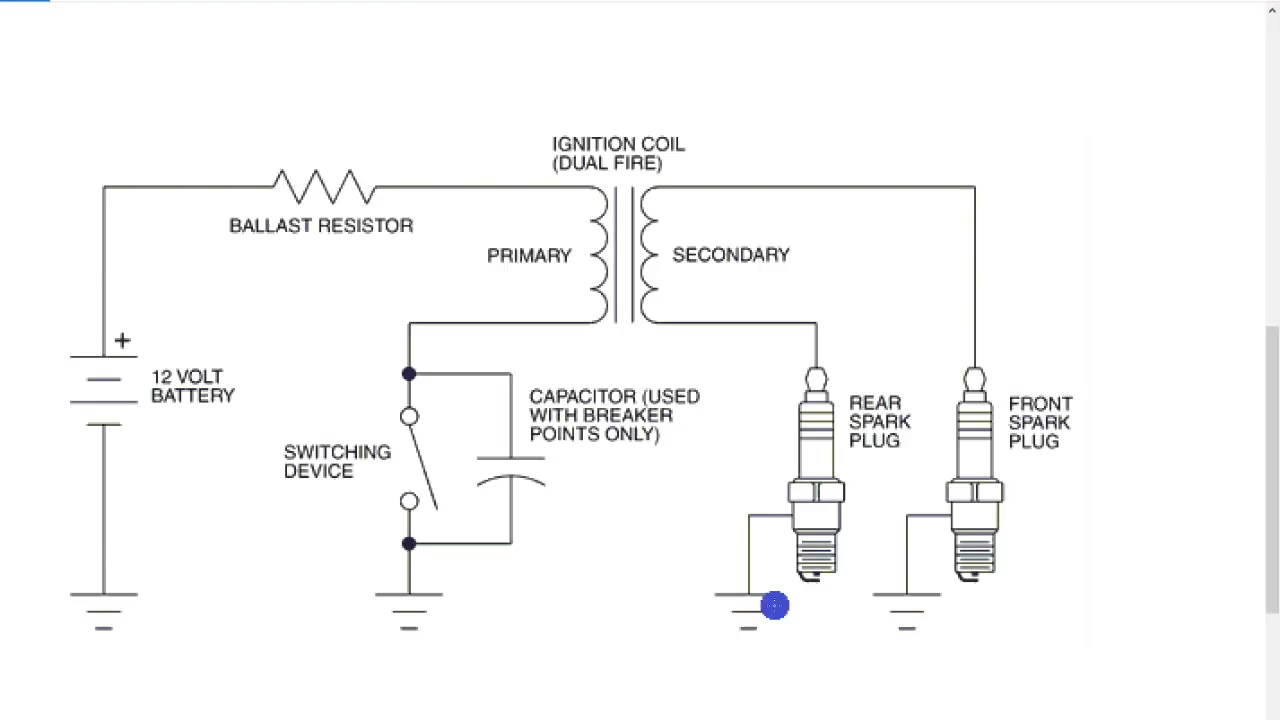 IGNITION COIL
(DUAL FIRE)
BALLAST RESISTOR
PRIMARY
SECONDARY
+
12 VOLT
BATTERY
CAPACITOR (USED
WITH BREAKER
POINTS ONLY)
SWITCHING
DEVICE
REAR
SPARK
PLUG
FRONT
SPARK
PLUG